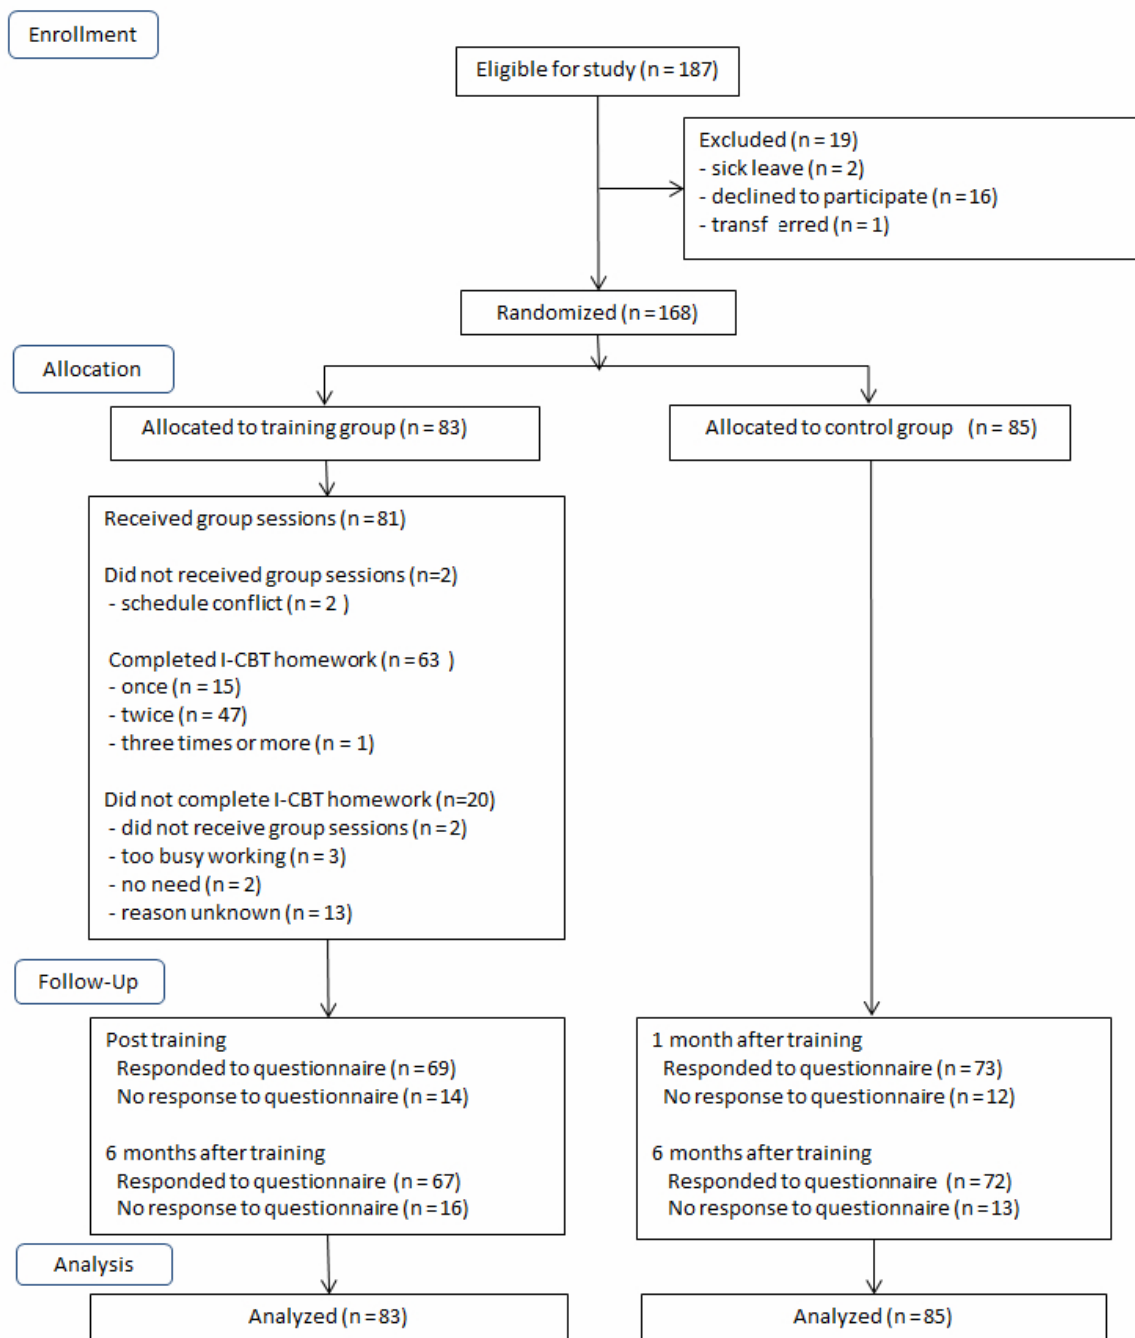 Enrollment
Eligible for study (n = 187)
Excluded (n = 19)
- sick leave (n = 2)
- declined to participate (n = 16)
- transf erred (n = 1)
Randomized (n = 168)
Allocation
Allocated to training group (n = 83)
Allocated to control group (n = 85)
Received group sessions (n = 81)
Did not received group sessions (n=2)
- schedule conflict (n = 2 )
Completed I-CBT homework (n = 63 )
- once (n = 15)
- twice (n = 47)
- three times or more (n = 1)
Did not complete I-CBT homework (n=20)
- did not receive group sessions (n = 2)
- too busy working (n = 3)
- no need (n = 2)
- reason unknown (n = 13)
Follow-Up
Post training
Responded to questionnaire (n = 69)
No response to questionnaire (n = 14)
6 months after training
Responded to questionnaire (n = 67)
No response to questionnaire (n = 16)
1 month after training
Responded to questionnaire (n = 73)
No response to questionnaire (n = 12)
6 months after training
Responded to questionnaire (n = 72)
No response to questionnaire (n = 13)
Analysis
Analyzed (n = 83)
Analyzed (n = 85)